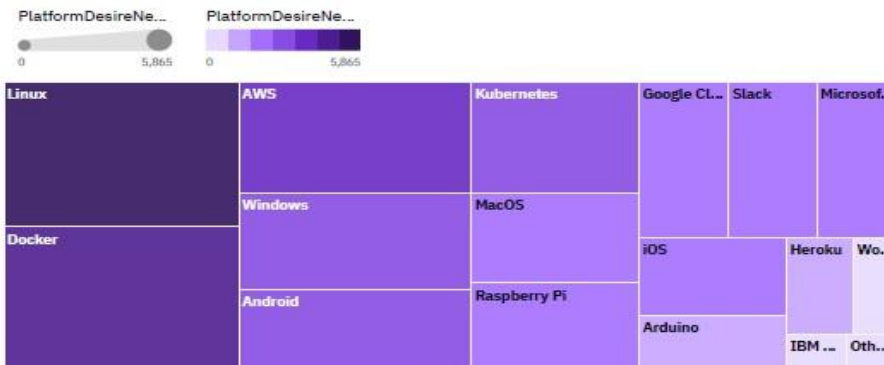 PlatformDesireNe... PlatformDesireNe...
0 5,865 0 5,865
Linux AWS Kubernetes Google Cl... Slack Microsof...
Windows MacOS
Docker iOS Heroku Wo...
Android Raspberry Pi
Arduino
IBM ... Oth...